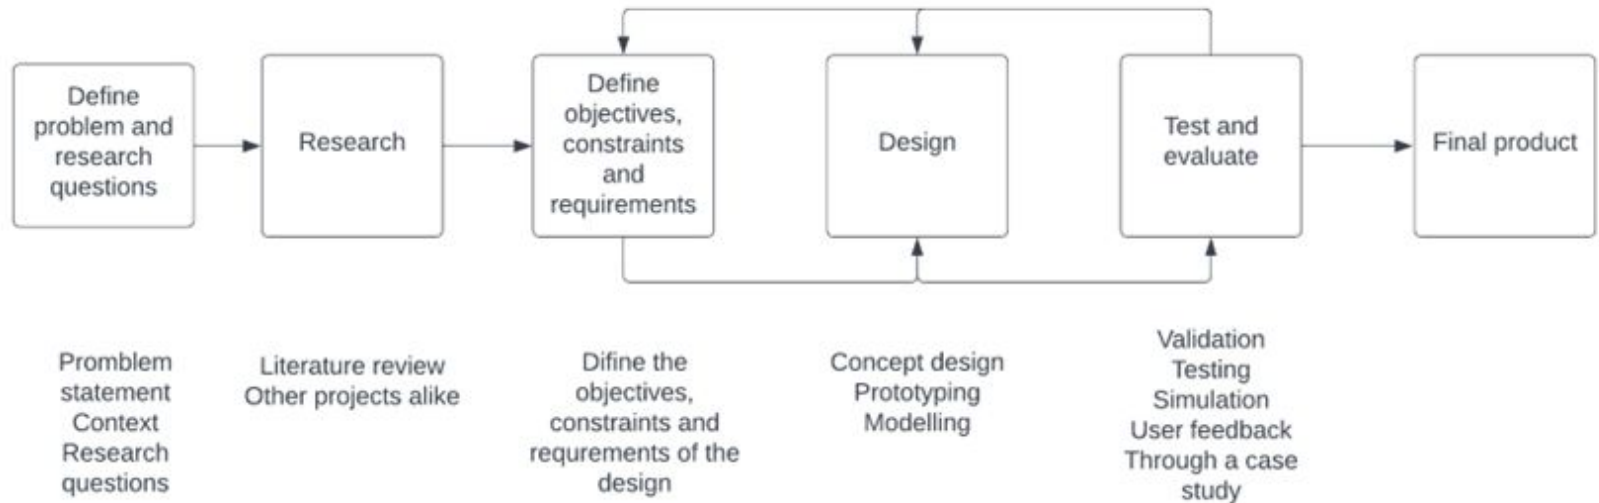 Define
problem and
research
questions
Research
Define
objectives,
constraints
and
requirements
Design
Test and
evaluate
Final product
Promblem
statement
Context
Research
questions
Literature review
Other projects alike
Difine the
objectives,
constraints and
requrements of the
design
Concept design
Prototyping
Modelling
Validation
Testing
Simulation
User feedback
Through a case
study